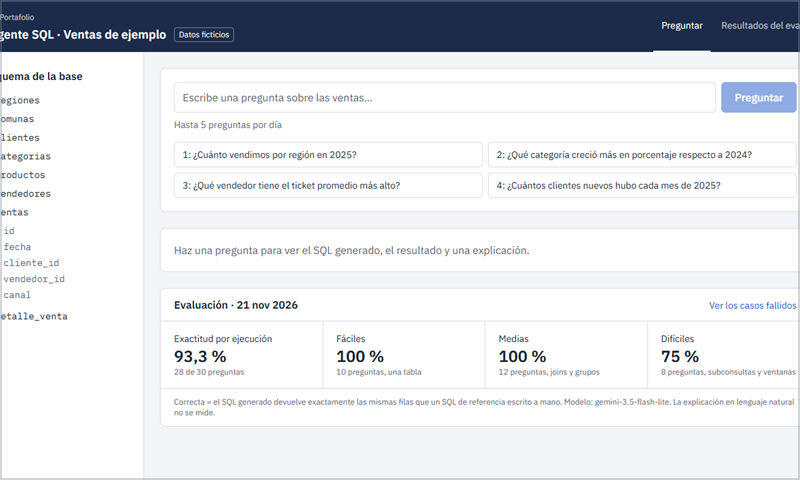 Portafolio
gente SQL · Ventas de ejemplo
Datos ficticios
Preguntar
Resultados del eva
uema de la base
egiones
omunas
lientes
ategorias
roductos
endedores
entas
id
fecha
cliente_id
vendedor_id
canal
etalle_venta
Escribe una pregunta sobre las ventas...
Preguntar
Hasta 5 preguntas por día
1: ¿Cuánto vendimos por región en 2025?
2: ¿Qué categoría creció más en porcentaje respecto a 2024?
3: ¿Qué vendedor tiene el ticket promedio más alto?
4: ¿Cuántos clientes nuevos hubo cada mes de 2025?
Haz una pregunta para ver el SQL generado, el resultado y una explicación.
Evaluación · 21 nov 2026
Ver los casos fallidos
Exactitud por ejecución
93,3 %
28 de 30 preguntas
Fáciles
100 %
10 preguntas, una tabla
Medias
100 %
12 preguntas, joins y grupos
Difíciles
75 %
8 preguntas, subconsultas y ventanas
Correcta = el SQL generado devuelve exactamente las mismas filas que un SQL de referencia escrito a mano. Modelo: gemini-3.5-flash-lite. La explicación en lenguaje natural
no se mide.